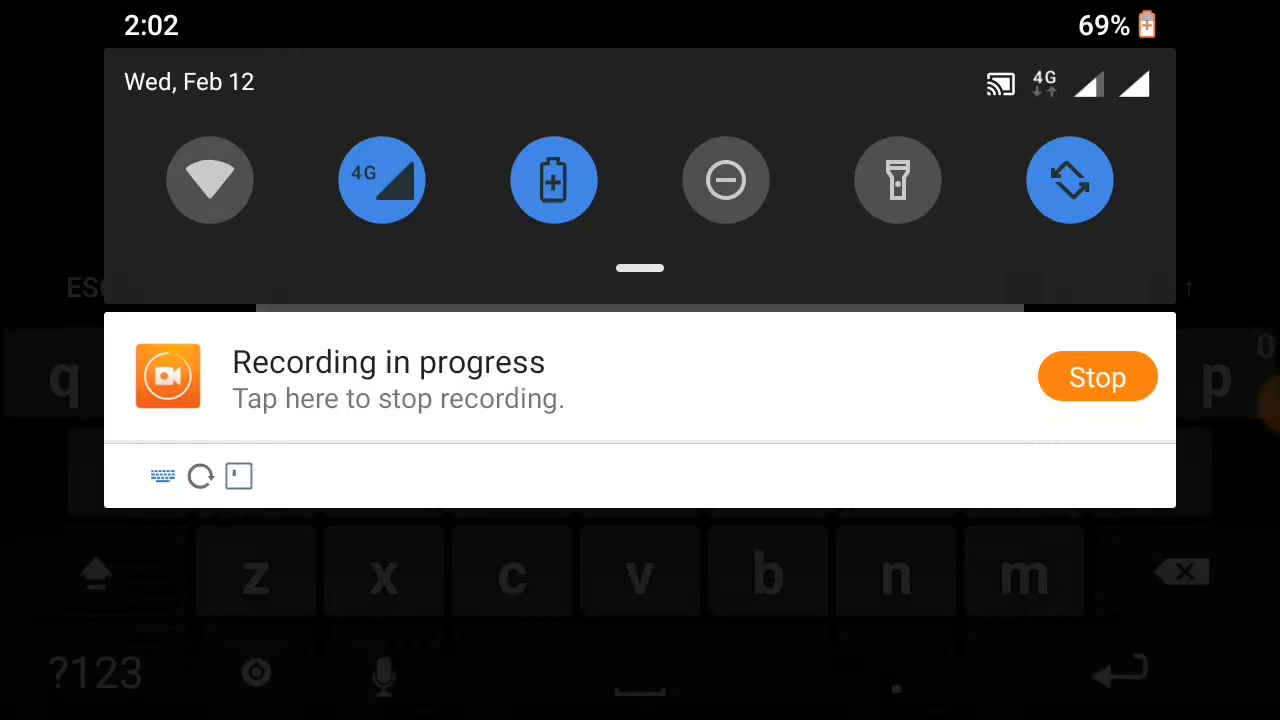 2:02
69%
Wed, Feb 12
4G
4G
ESC
Recording in progress
Tap here to stop recording.
Stop
q
p
0
z
x
c
v
b
n
m
?123
.